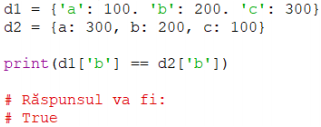 d1 = {'a': 100. 'b': 200. 'c': 300}
d2 = {a: 300, b: 200, c: 100}
print(d1['b'] == d2['b'])
# Răspunsul va fi:
# True